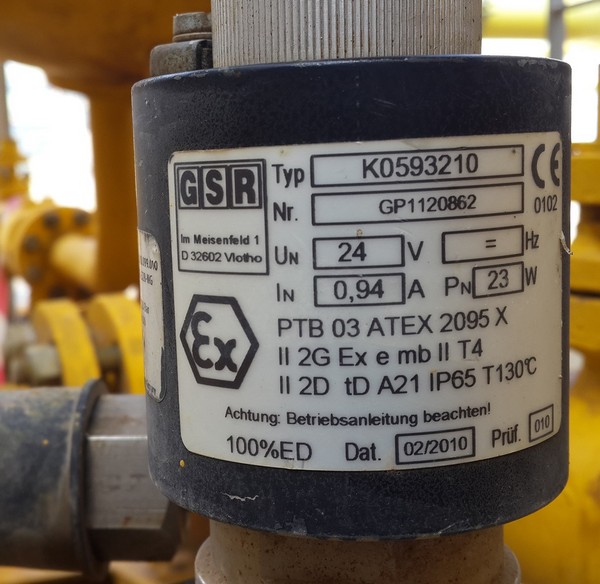 GSR
Im Meisenfeld 1
D 32602 Vlotho
Typ K0593210
CE
Nr. GP1120862
0102
UN 24 V = Hz
IN 0,94 A PN 23 W
Ex
PTB 03 ATEX 2095 X
II 2G Ex e mb II T4
II 2D tD A21 IP65 T130°C
Achtung: Betriebsanleitung beachten!
100%ED Dat. 02/2010 Prüf. 010